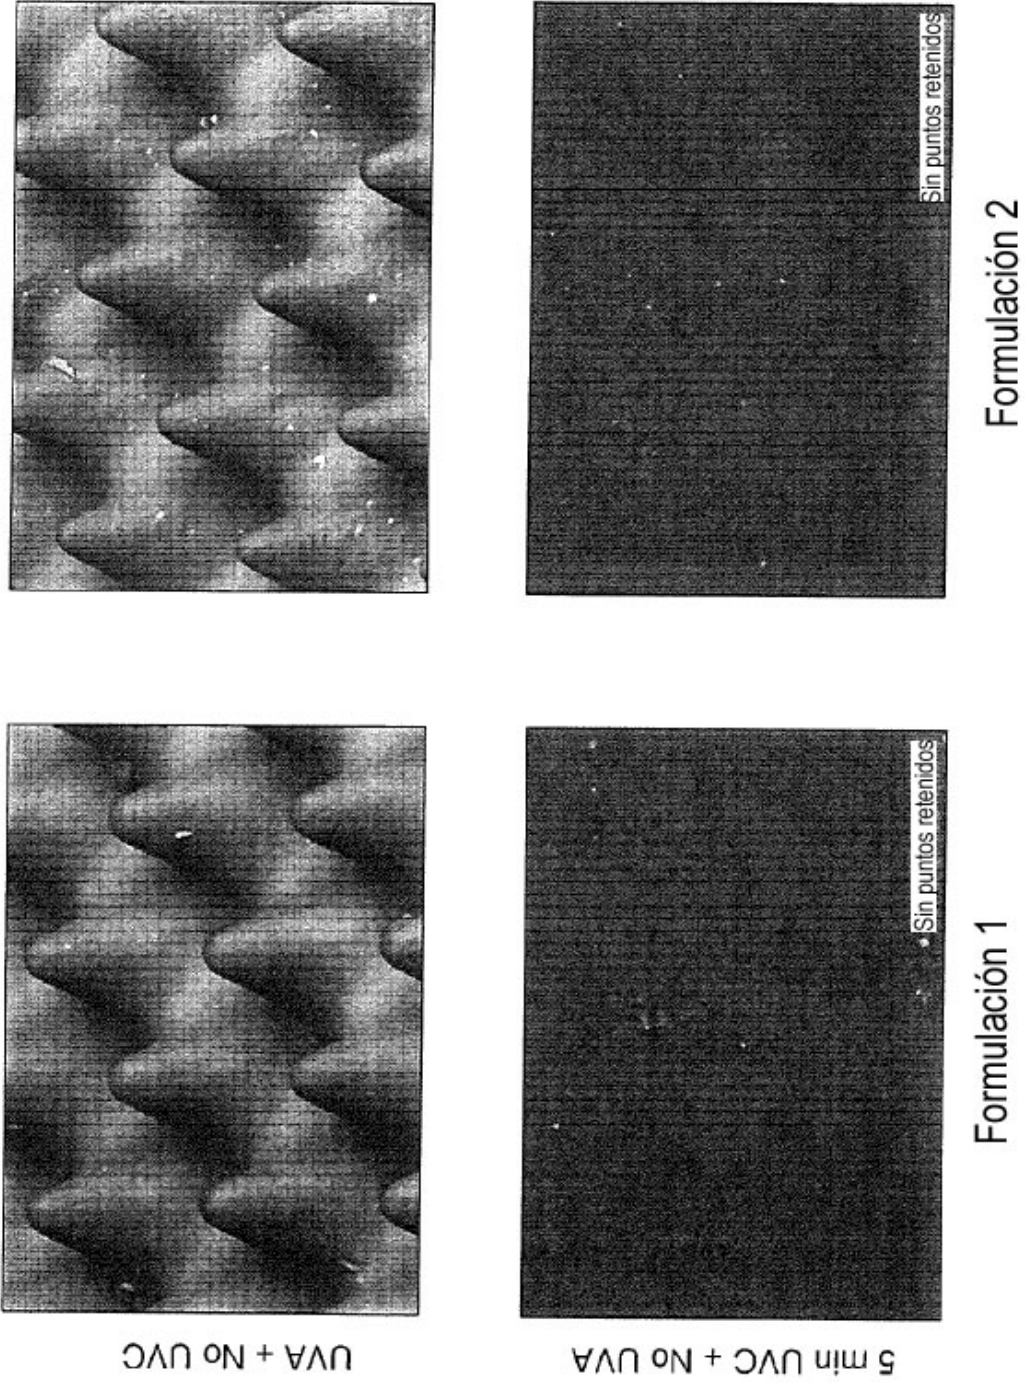 UVA + No UVC
5 min UVC + No UVA
Sin puntos retenidos
Sin puntos retenidos
Formulación 1
Formulación 2